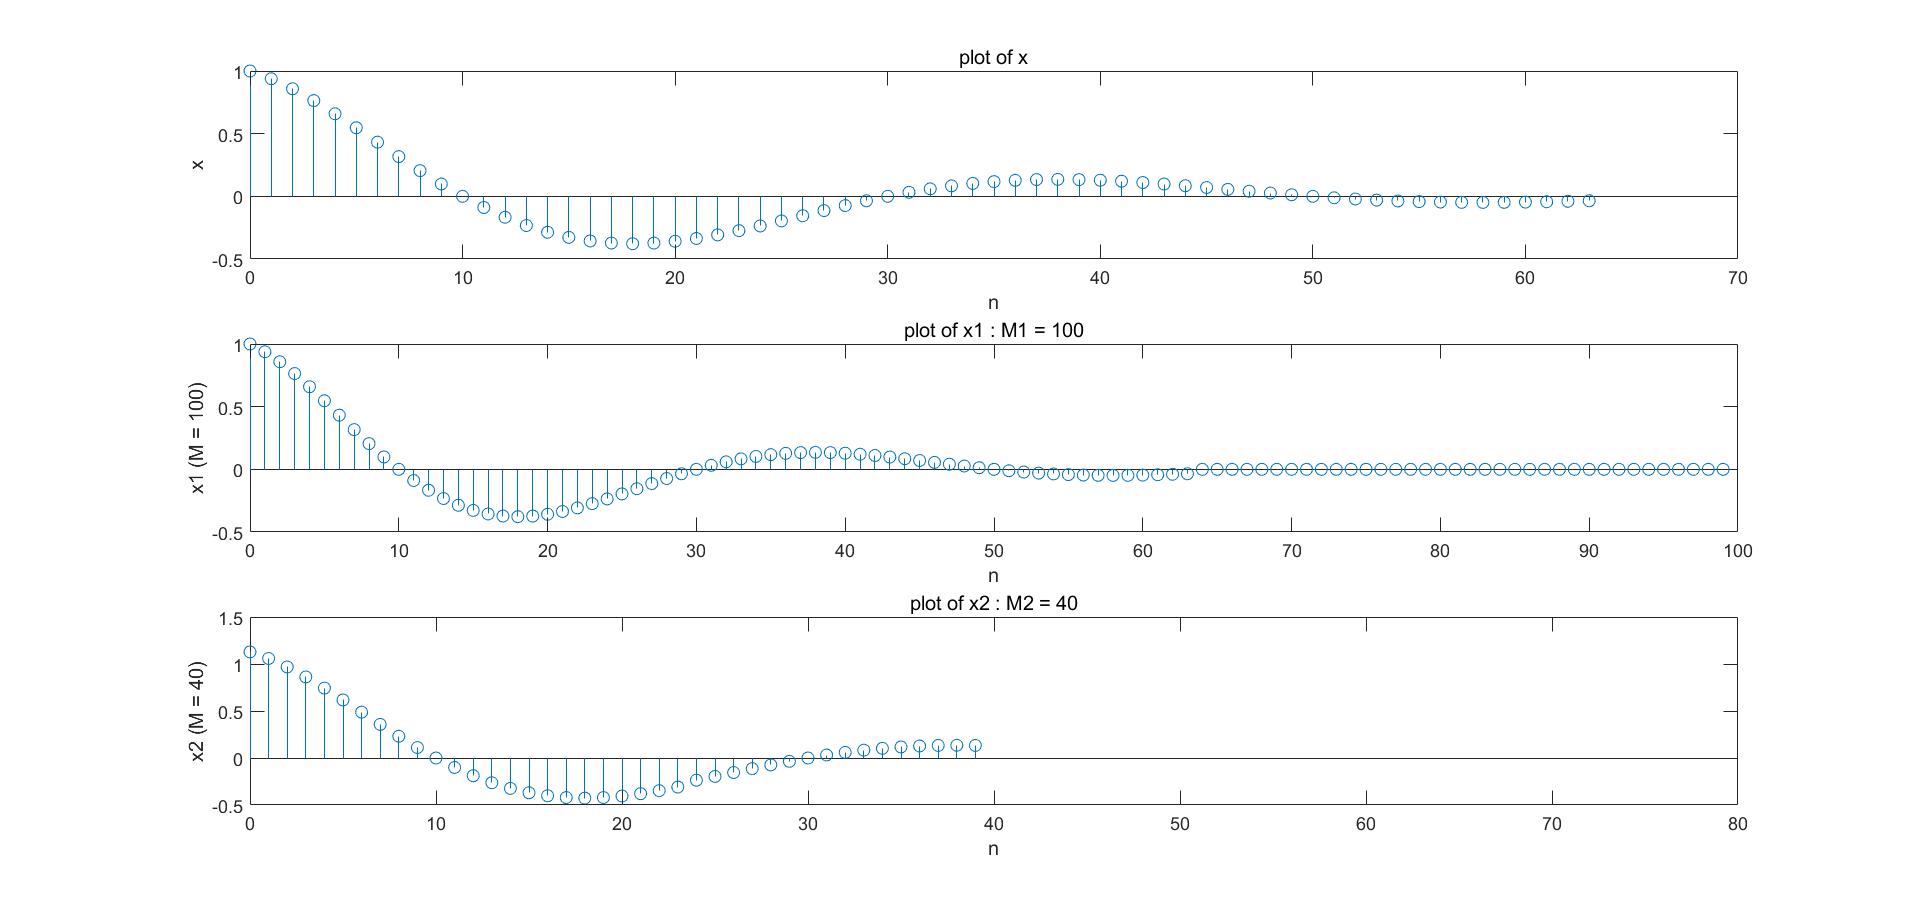 plot of x
1
0.5
0
-0.5
x
0 10 20 30 40 50 60 70
n
plot of x1 : M1 = 100
1
0.5
0
-0.5
x1 (M = 100)
0 10 20 30 40 50 60 70 80 90 100
n
plot of x2 : M2 = 40
1.5
1
0.5
0
-0.5
x2 (M = 40)
0 10 20 30 40 50 60 70 80
n